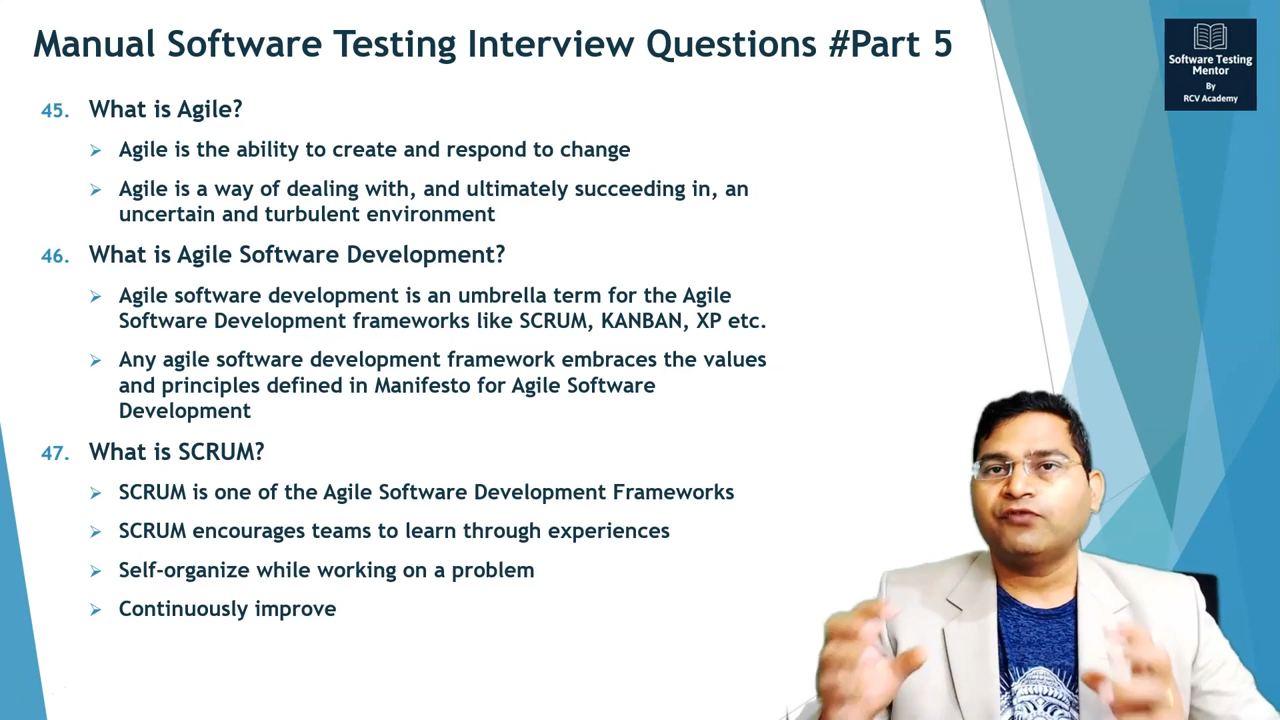 Manual Software Testing Interview Questions #Part 5
Software Testing
Mentor
By
RCV Academy
45. What is Agile?
Agile is the ability to create and respond to change
Agile is a way of dealing with, and ultimately succeeding in, an
uncertain and turbulent environment
46. What is Agile Software Development?
Agile software development is an umbrella term for the Agile
Software Development frameworks like SCRUM, KANBAN, XP etc.
Any agile software development framework embraces the values
and principles defined in Manifesto for Agile Software
Development
47. What is SCRUM?
SCRUM is one of the Agile Software Development Frameworks
SCRUM encourages teams to learn through experiences
Self-organize while working on a problem
Continuously improve